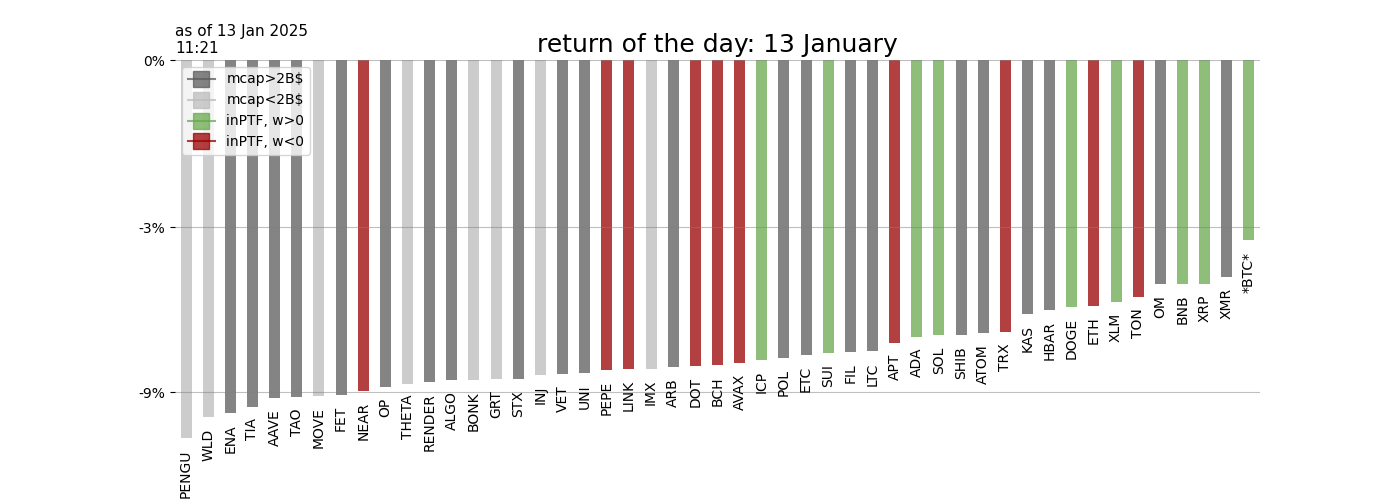 as of 13 Jan 2025
11:21
return of the day: 13 January
0%
-3%
-9%
mcap>2B$
mcap<2B$
inPTF, w>0
inPTF, w<0
PENGU
WLD
ENA
TIA
AAVE
TAO
MOVE
FET
NEAR
OP
THETA
RENDER
ALGO
BONK
GRT
STX
INJ
VET
UNI
PEPE
LINK
IMX
ARB
DOT
BCH
AVAX
ICP
POL
ETC
SUI
FIL
LTC
APT
ADA
SOL
SHIB
ATOM
TRX
KAS
HBAR
DOGE
ETH
XLM
TON
OM
BNB
XRP
XMR
*BTC*